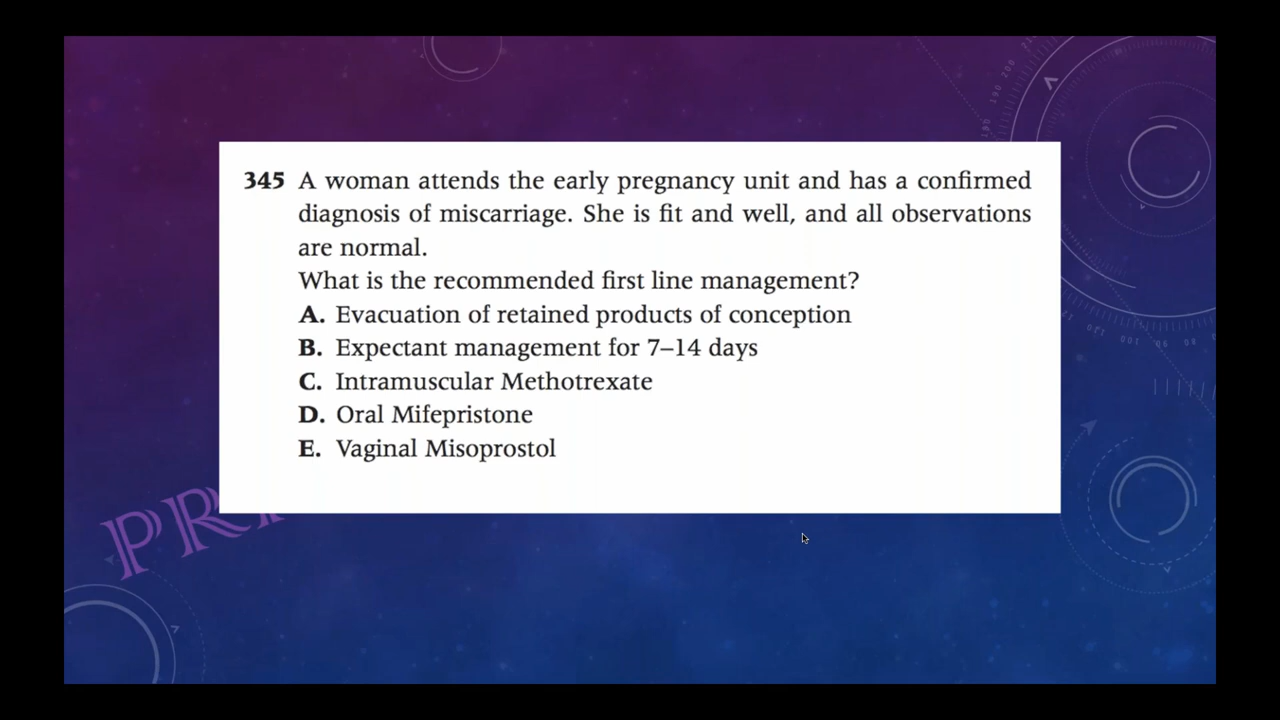 345 A woman attends the early pregnancy unit and has a confirmed
diagnosis of miscarriage. She is fit and well, and all observations
are normal.
What is the recommended first line management?
A. Evacuation of retained products of conception
B. Expectant management for 7–14 days
C. Intramuscular Methotrexate
D. Oral Mifepristone
E. Vaginal Misoprostol